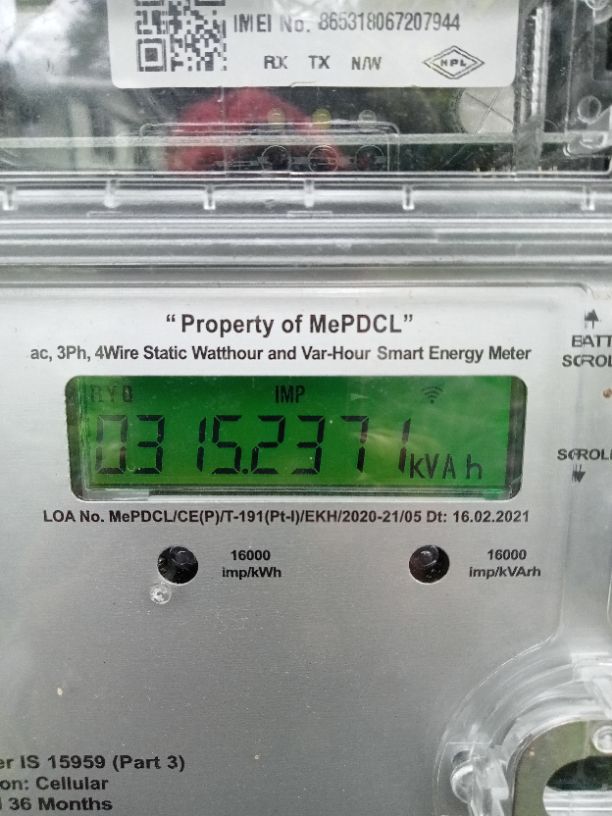 IMEI No. 865318067207944
RX TX N/W HPL
“ Property of MePDCL”
ac, 3Ph, 4Wire Static Watthour and Var-Hour Smart Energy Meter
BATT
SCROL
R Y B IMP
0315.2371 kVAh
SCROLL
LOA No. MePDCL/CE(P)/T-191(Pt-I)/EKH/2020-21/05 Dt: 16.02.2021
16000 16000
imp/kWh imp/kVArh
er IS 15959 (Part 3)
on: Cellular
36 Months